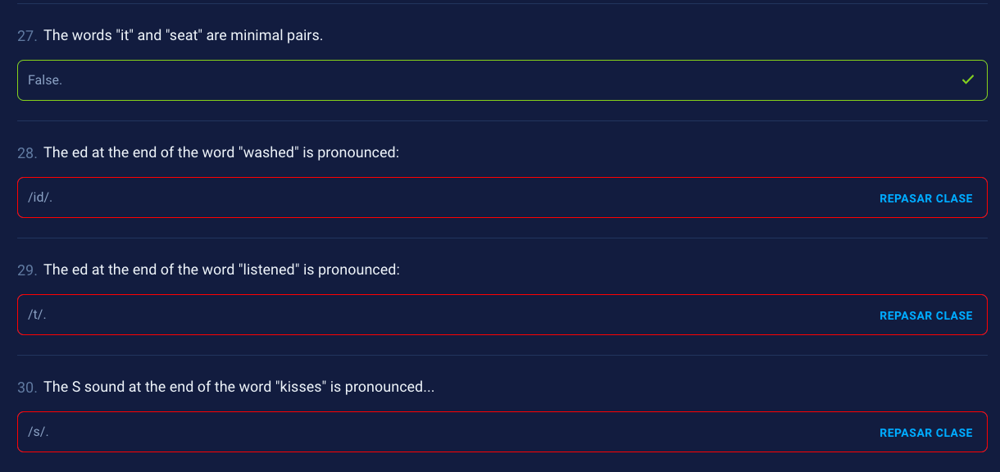 27. The words "it" and "seat" are minimal pairs.
False.
28. The ed at the end of the word "washed" is pronounced:
/id/.
REPASAR CLASE
29. The ed at the end of the word "listened" is pronounced:
/t/.
REPASAR CLASE
30. The S sound at the end of the word "kisses" is pronounced...
/s/.
REPASAR CLASE